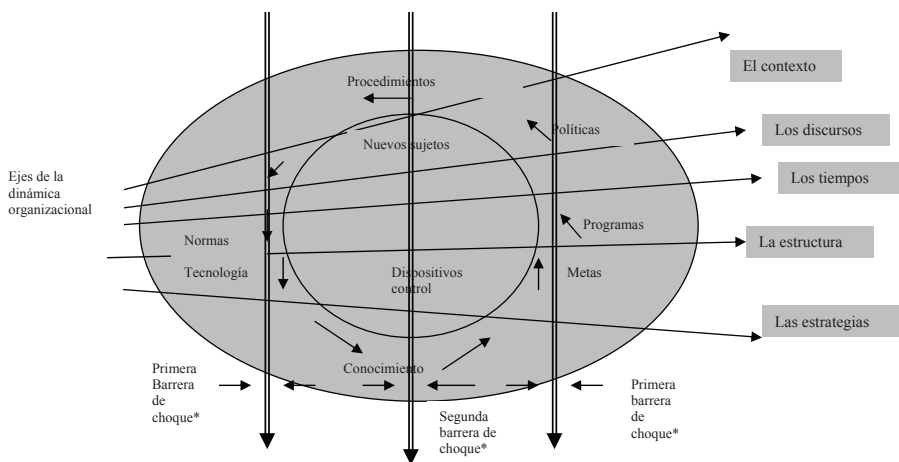 El contexto
Procedimientos
Políticas
Los discursos
Nuevos sujetos
Ejes de la
dinámica
organizacional
Los tiempos
Programas
Normas
La estructura
Tecnología
Dispositivos
control
Metas
Las estrategias
Conocimiento
Primera
Barrera
de
choque*
Segunda
barrera de
choque*
Primera
barrera
de
choque*